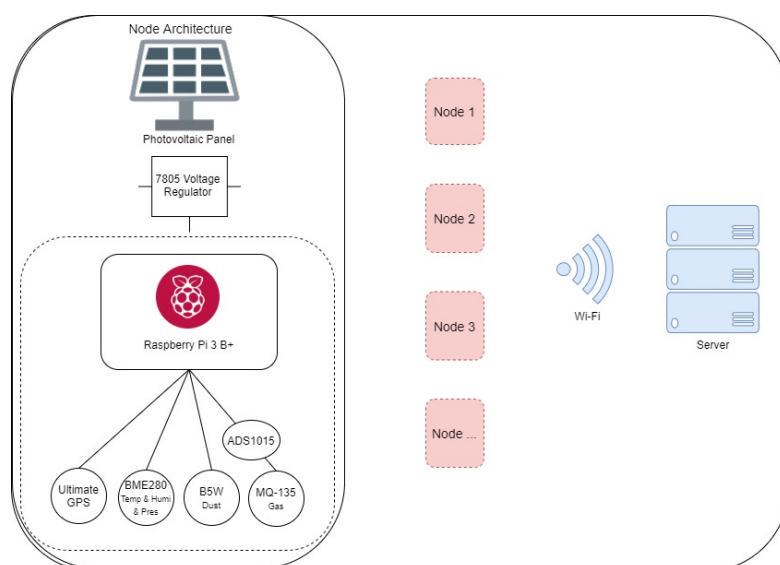 Node Architecture
Photovoltaic Panel
7805 Voltage
Regulator
Raspberry Pi 3 B+
ADS1015
Ultimate
GPS
BME280
Temp & Humi
& Pres
B5W
Dust
MQ-135
Gas
Node 1
Node 2
Node 3
Node ...
Wi-Fi
Server